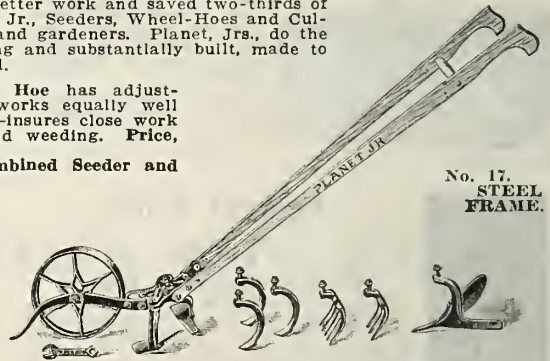 etter work and saved two-thirds of
Jr., Seeders, Wheel-Hoes and Cul-
and gardeners. Planet, Jrs., do the
ng and substantially built, made to
Hoe has adjust-
works equally well
-insures close work
d weeding. Price,
mbined Seeder and
PLANET JR
No. 17.
STEEL
FRAME.